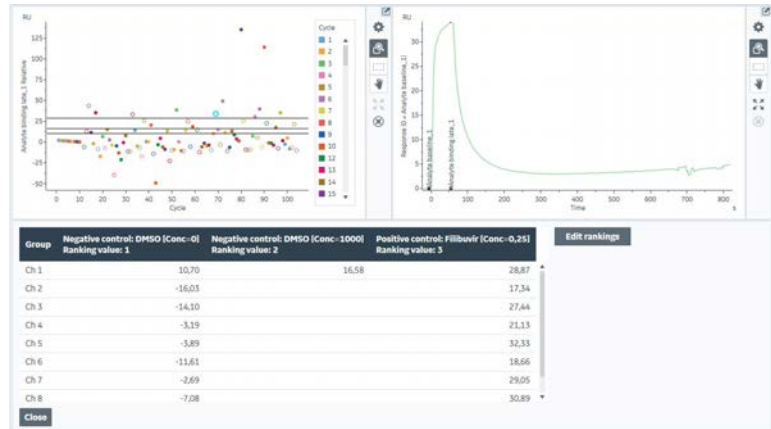 RU
125
100
75
50
25
0
-50
Analyte binding late_1 Relative
0 10 20 30 40 50 60 70 80 90 100
Cycle
Cycle
1
2
3
4
5
6
7
8
9
10
12
13
14
15
RU
30
25
20
15
10
5
0
Response (0 = Analyte baseline_1)
Analyte baseline_1
Analyte binding late_1
0 100 200 300 400 500 600 700 800
Time
s
Group Negative control: DMSO [Conc=0] Ranking value: 1 Negative control: DMSO [Conc=1000] Ranking value: 2 Positive control: Filibuvir [Conc=0,25] Ranking value: 3
Ch 1 10,70 16,58 28,87
Ch 2 -16,03 17,34
Ch 3 -14,10 27,44
Ch 4 -3,19 21,13
Ch 5 -3,89 32,33
Ch 6 -11,61 18,66
Ch 7 -2,69 29,05
Ch 8 -7,08 30,89
Edit rankings
Close